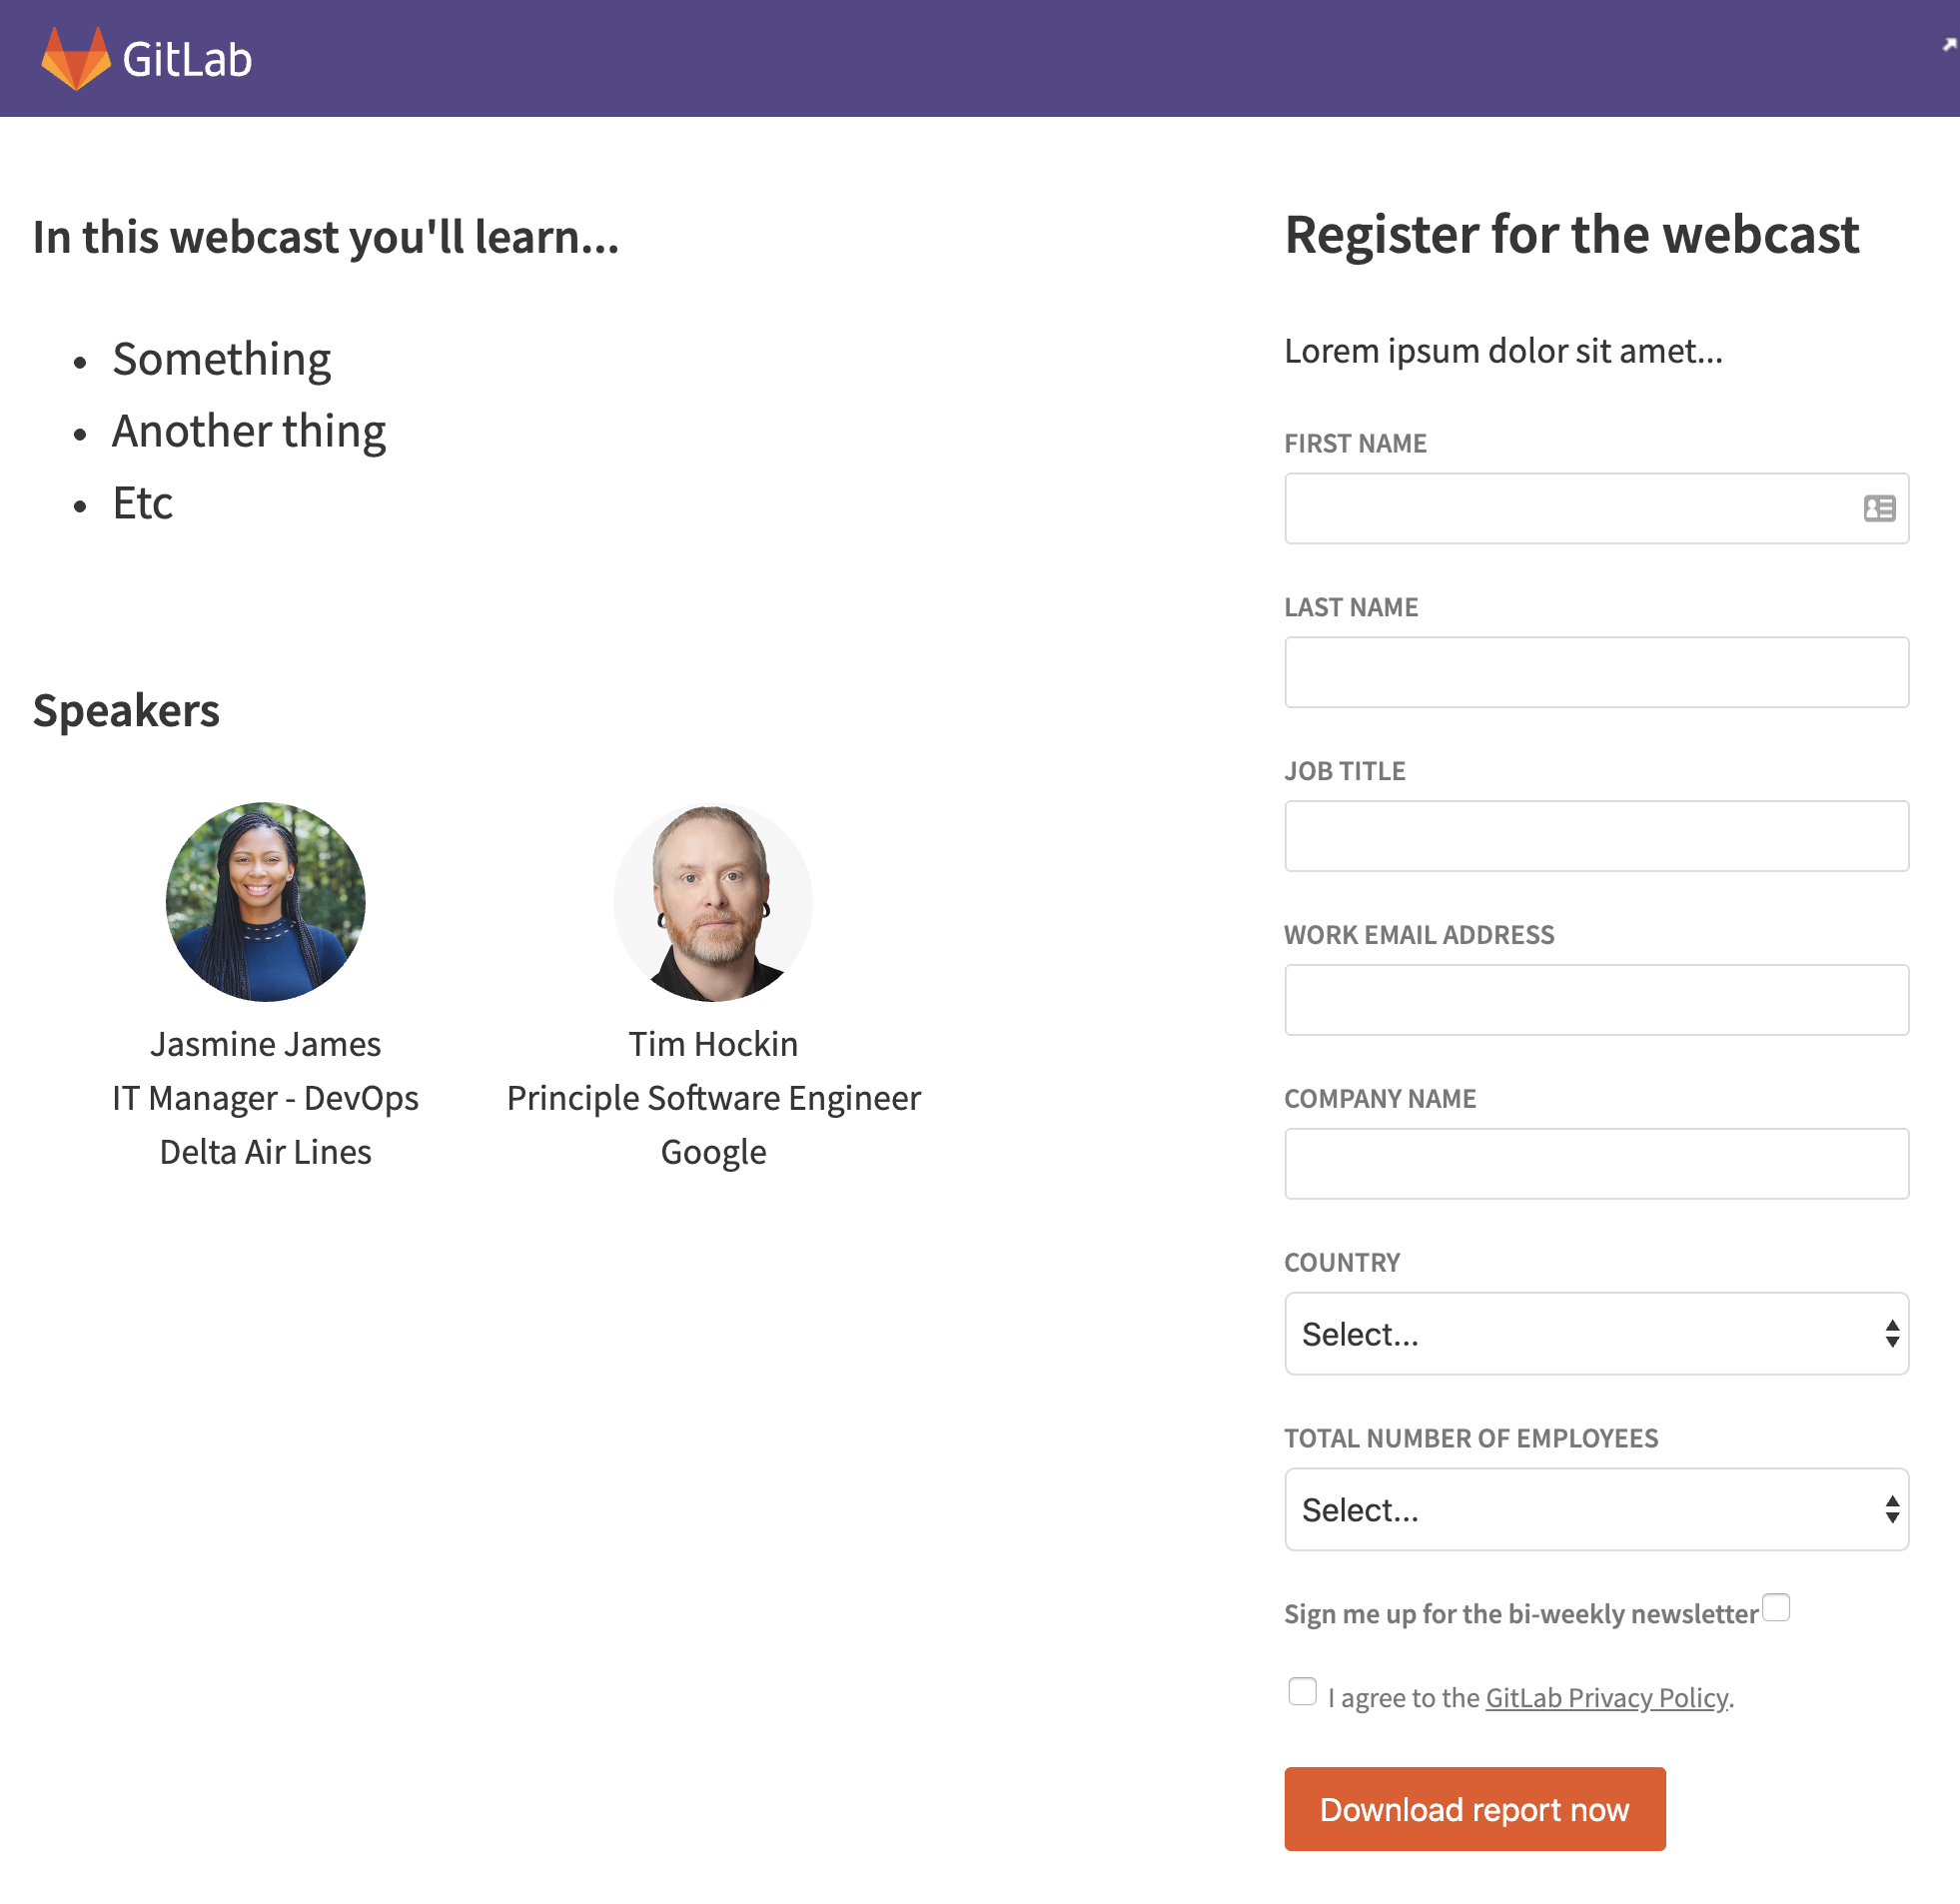 GitLab
In this webcast you'll learn...
Something
Another thing
Etc
Speakers
Jasmine James
IT Manager - DevOps
Delta Air Lines
Tim Hockin
Principle Software Engineer
Google
Register for the webcast
Lorem ipsum dolor sit amet...
FIRST NAME
LAST NAME
JOB TITLE
WORK EMAIL ADDRESS
COMPANY NAME
COUNTRY
Select...
TOTAL NUMBER OF EMPLOYEES
Select...
Sign me up for the bi-weekly newsletter
I agree to the GitLab Privacy Policy.
Download report now